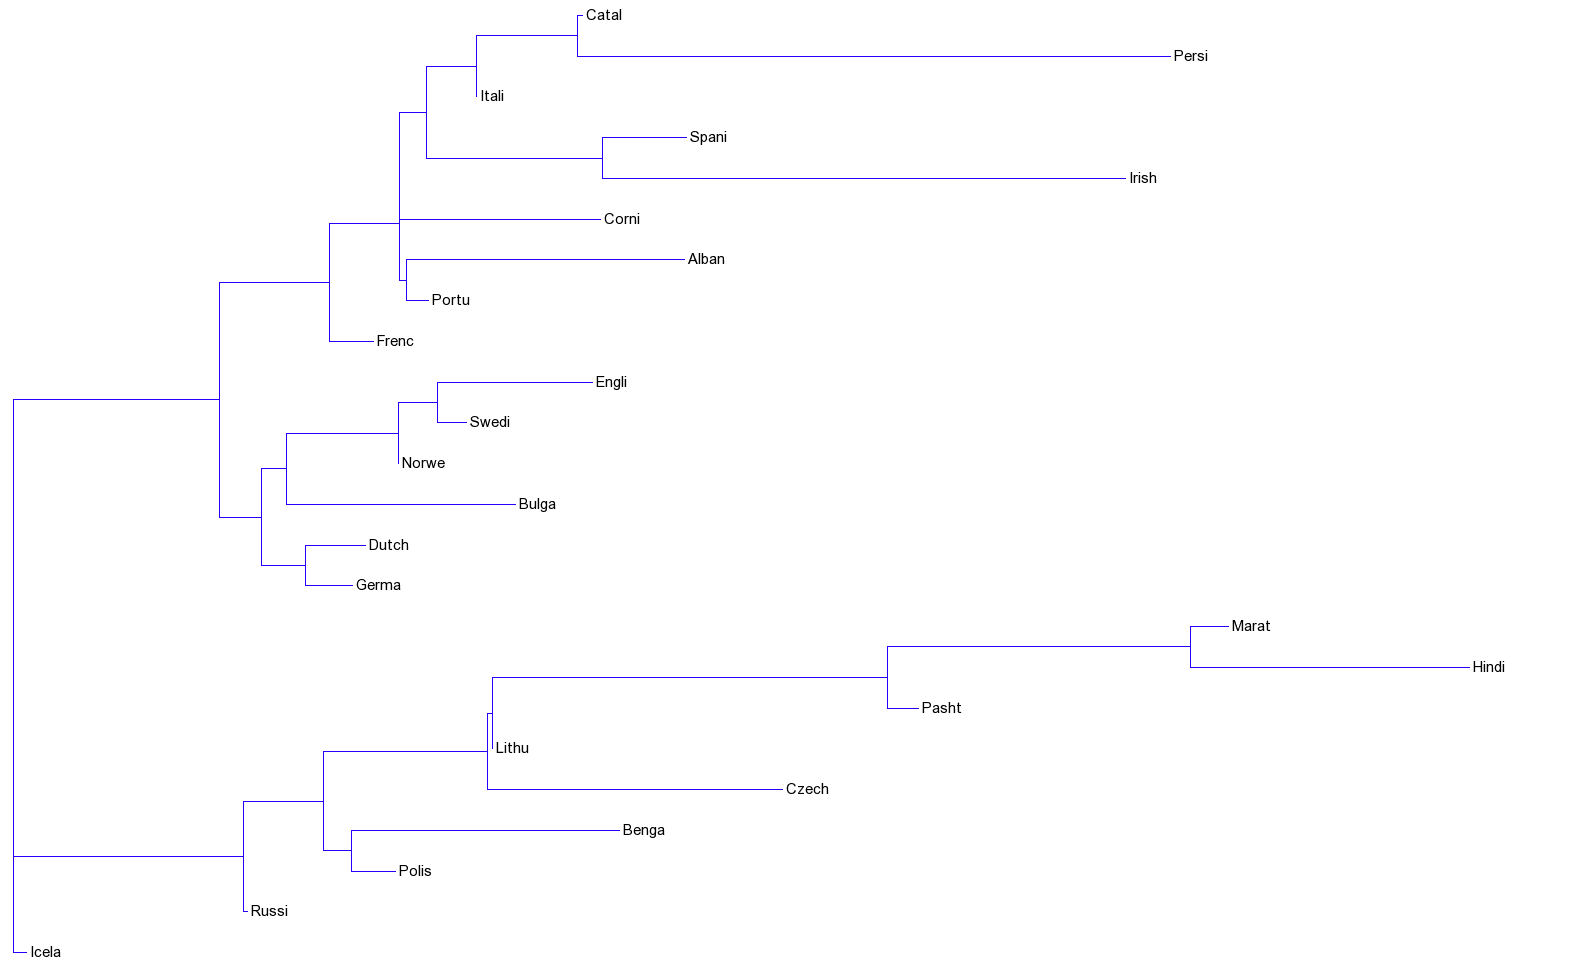 Catal
Persi
Itali
Spani
Irish
Corni
Alban
Portu
Frenc
Engli
Swedi
Norwe
Bulga
Dutch
Germa
Marat
Hindi
Pasht
Lithu
Czech
Benga
Polis
Russi
Icela